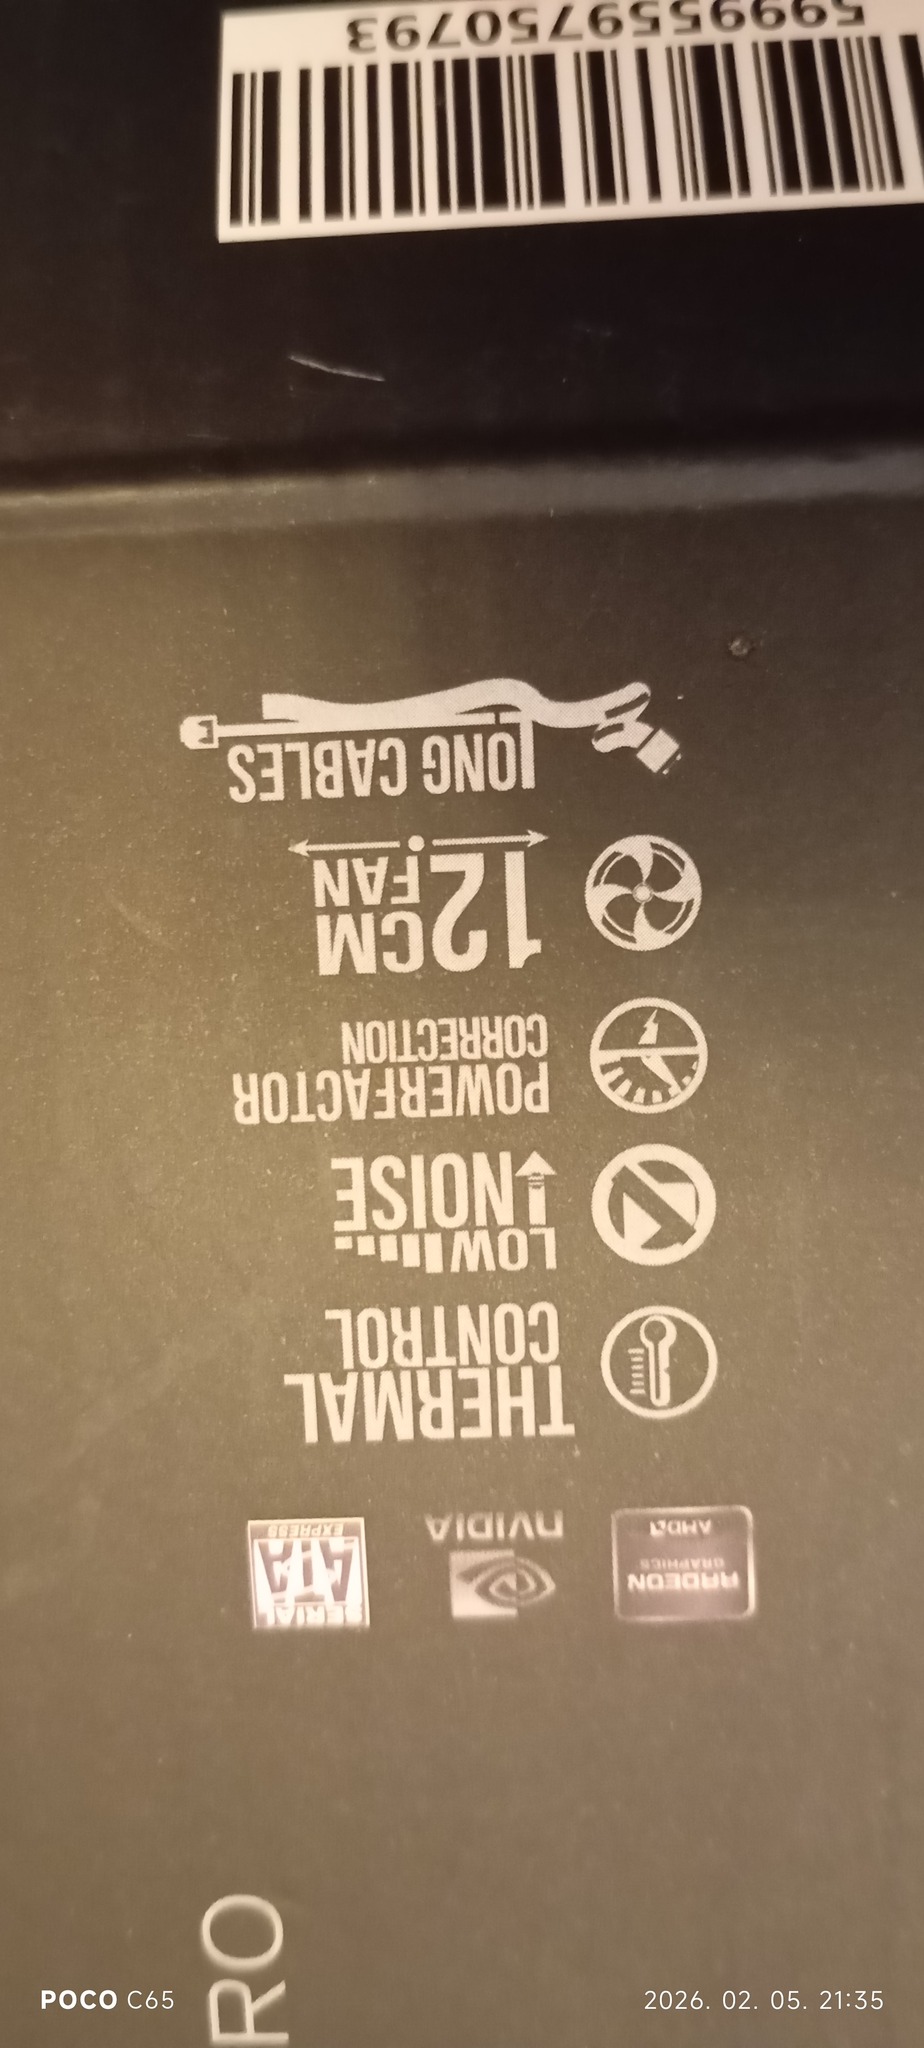 RADEON
GRAPHICS
AMD
NVIDIA
SERIAL
ATA
EXPRESS
THERMAL
CONTROL
LOW
NOISE
POWERFACTOR
CORRECTION
12CM
FAN
LONG CABLES
5999559750793
RO
POCO C65
2026. 02. 05. 21:35